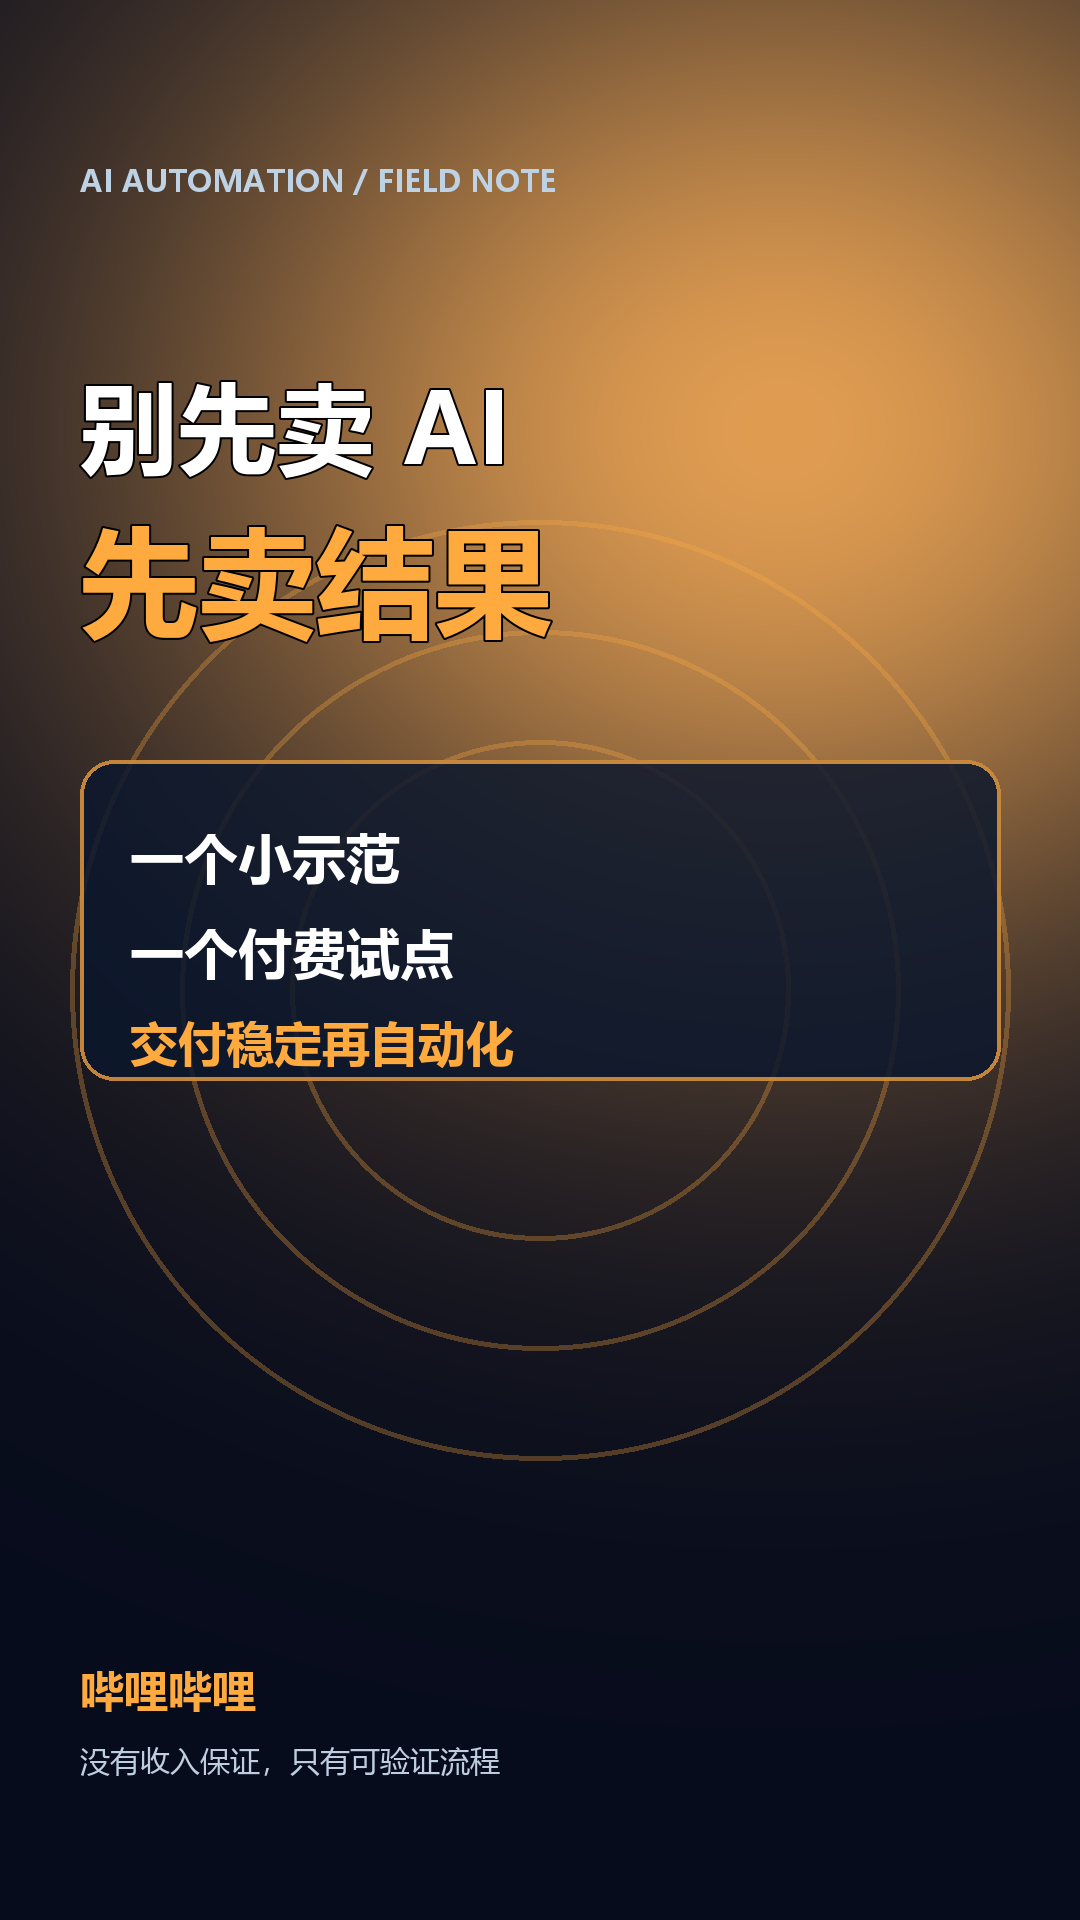 AI AUTOMATION / FIELD NOTE
别先卖 AI
先卖结果
一个小示范
一个付费试点
交付稳定再自动化
哔哩哔哩
没有收入保证，只有可验证流程